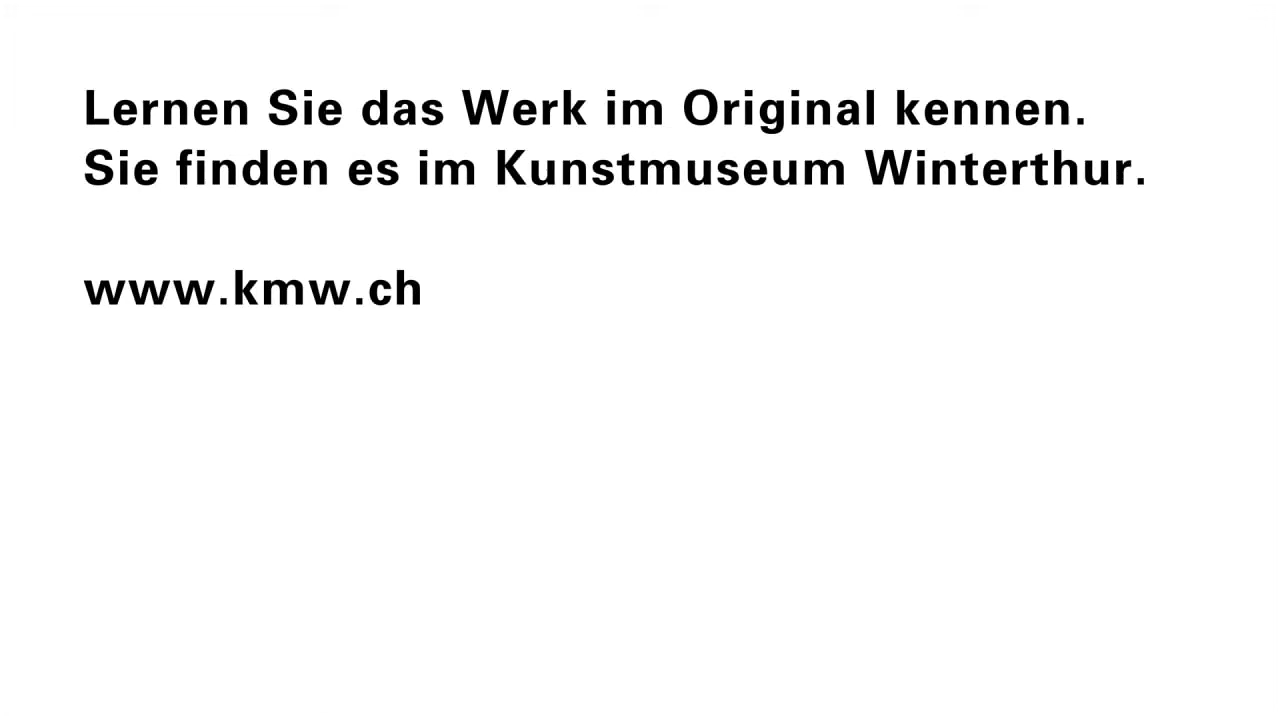 Lernen Sie das Werk im Original kennen.
Sie finden es im Kunstmuseum Winterthur.
www.kmw.ch